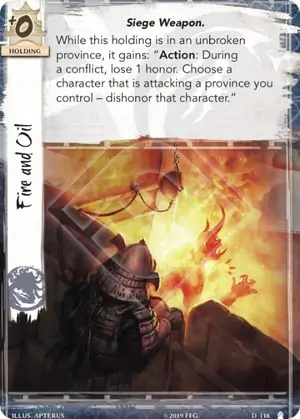 +0
HOLDING
Siege Weapon.
While this holding is in an unbroken
province, it gains: “Action: During
a conflict, lose 1 honor. Choose a
character that is attacking a province you
control – dishonor that character.”
Fire and Oil
ILLUS. APTERUS
©2019 FFG
D 118